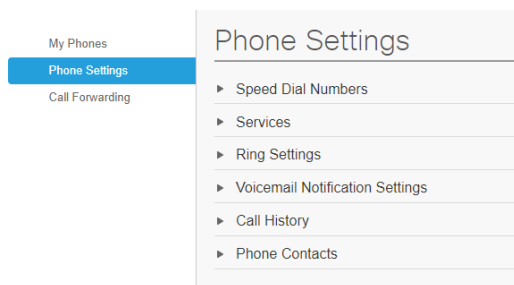 My Phones
Phone Settings
Call Forwarding
Phone Settings
Speed Dial Numbers
Services
Ring Settings
Voicemail Notification Settings
Call History
Phone Contacts